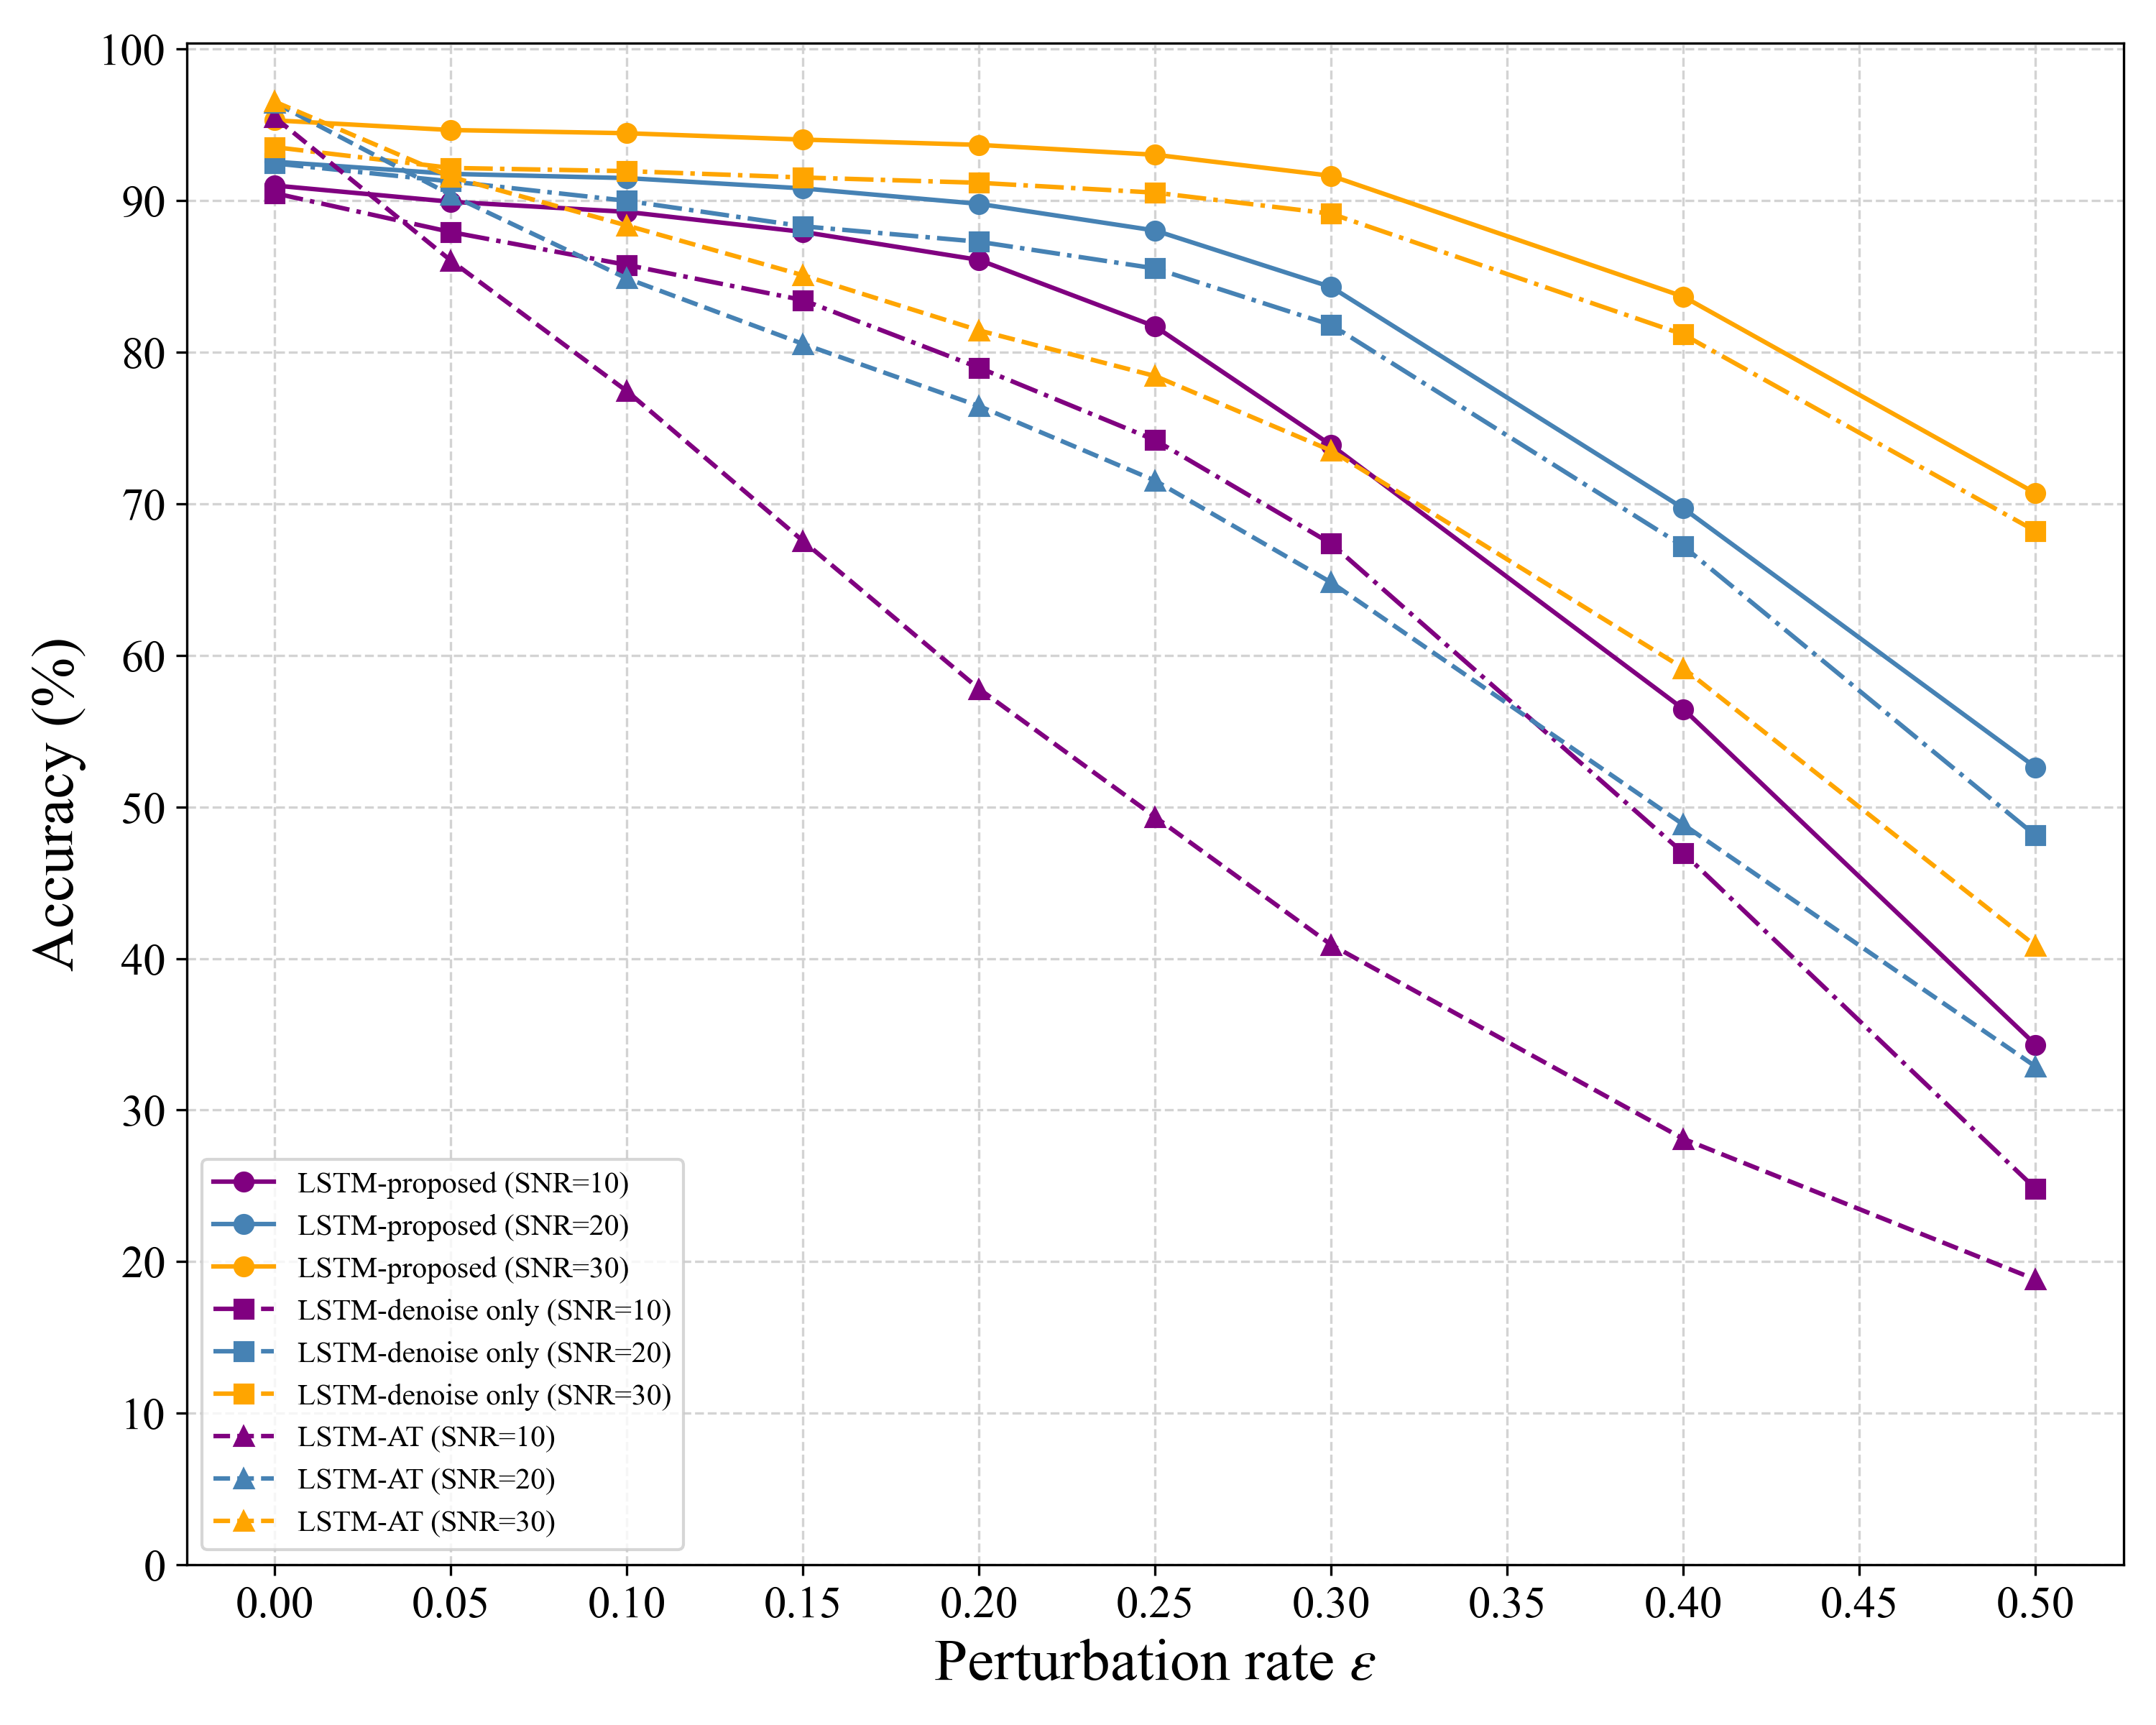 100
90
80
70
60
50
40
30
20
10
0
Accuracy (%)
LSTM-proposed (SNR=10)
LSTM-proposed (SNR=20)
LSTM-proposed (SNR=30)
LSTM-denoise only (SNR=10)
LSTM-denoise only (SNR=20)
LSTM-denoise only (SNR=30)
LSTM-AT (SNR=10)
LSTM-AT (SNR=20)
LSTM-AT (SNR=30)
0.00 0.05 0.10 0.15 0.20 0.25 0.30 0.35 0.40 0.45 0.50
Perturbation rate ε